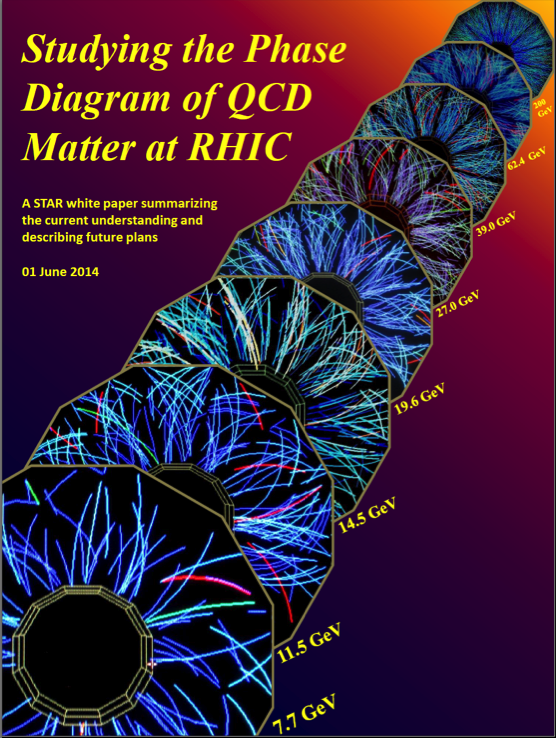 Studying the Phase
Diagram of QCD
Matter at RHIC
A STAR white paper summarizing
the current understanding and
describing future plans
01 June 2014
200
GeV
62.4 GeV
39.0 GeV
27.0 GeV
19.6 GeV
14.5 GeV
11.5 GeV
7.7 GeV